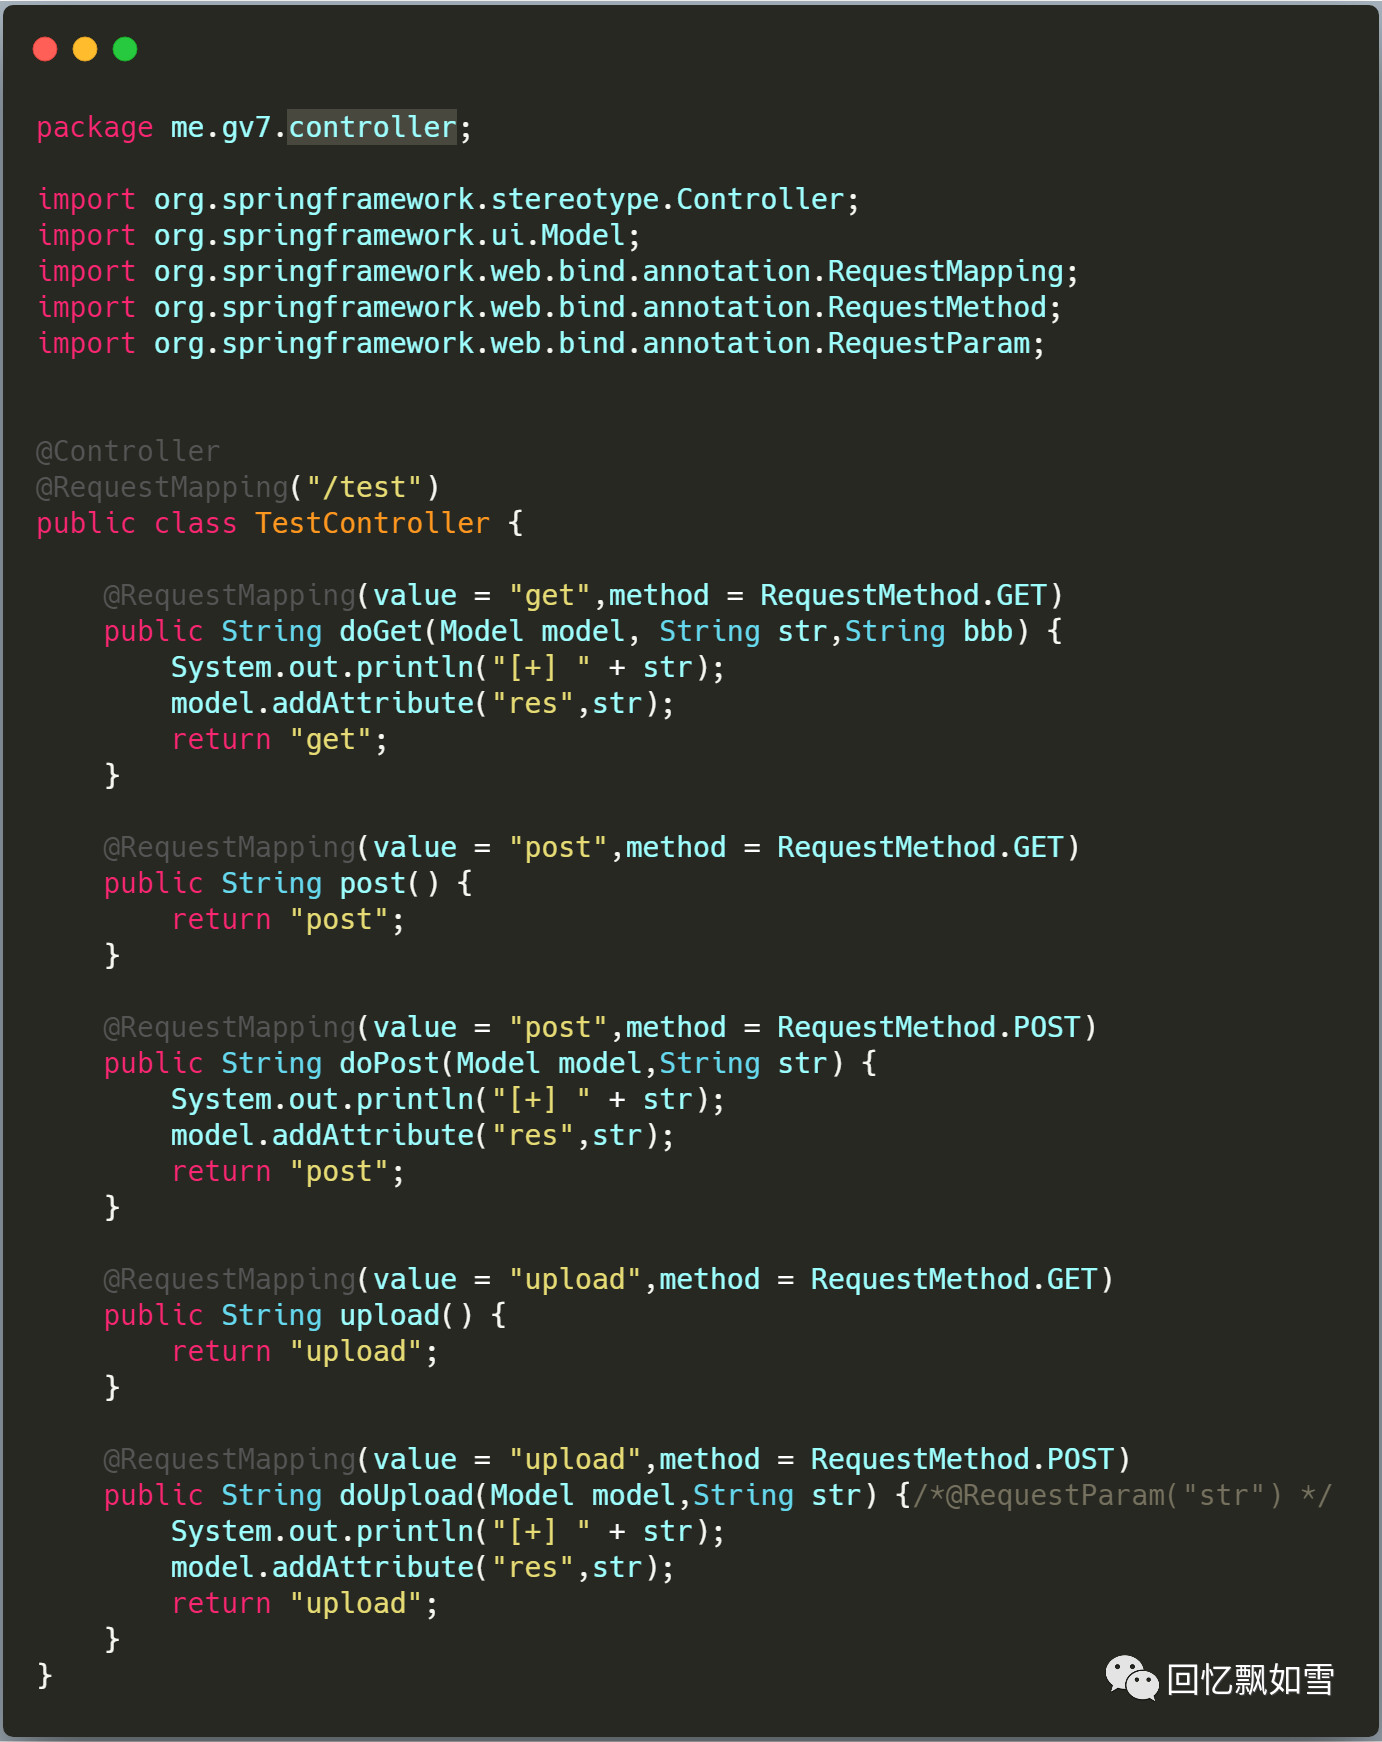 package me.gv7.controller;
import org.springframework.stereotype.Controller;
import org.springframework.ui.Model;
import org.springframework.web.bind.annotation.RequestMapping;
import org.springframework.web.bind.annotation.RequestMethod;
import org.springframework.web.bind.annotation.RequestParam;
@Controller
@RequestMapping("/test")
public class TestController {
    @RequestMapping(value = "get",method = RequestMethod.GET)
    public String doGet(Model model, String str,String bbb) {
        System.out.println("[+] " + str);
        model.addAttribute("res",str);
        return "get";
    }
    @RequestMapping(value = "post",method = RequestMethod.GET)
    public String post() {
        return "post";
    }
    @RequestMapping(value = "post",method = RequestMethod.POST)
    public String doPost(Model model,String str) {
        System.out.println("[+] " + str);
        model.addAttribute("res",str);
        return "post";
    }
    @RequestMapping(value = "upload",method = RequestMethod.GET)
    public String upload() {
        return "upload";
    }
    @RequestMapping(value = "upload",method = RequestMethod.POST)
    public String doUpload(Model model,String str) {/*@RequestParam("str") */
        System.out.println("[+] " + str);
        model.addAttribute("res",str);
        return "upload";
    }
}
回忆飘如雪